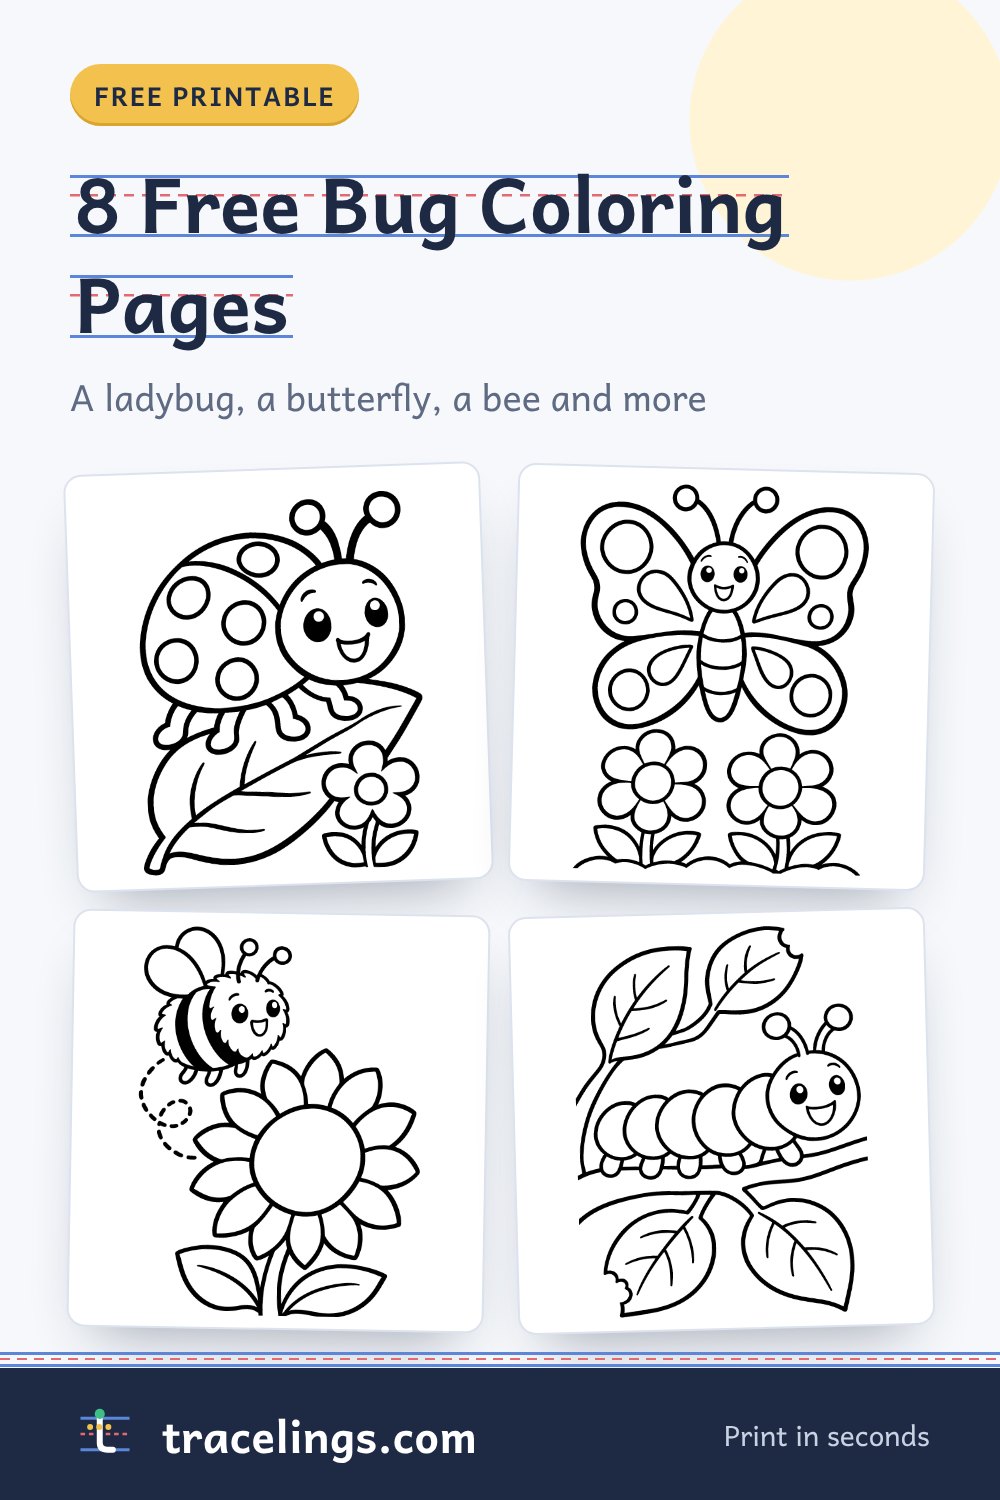 FREE PRINTABLE
8 Free Bug Coloring
Pages
A ladybug, a butterfly, a bee and more
tracelings.com
Print in seconds